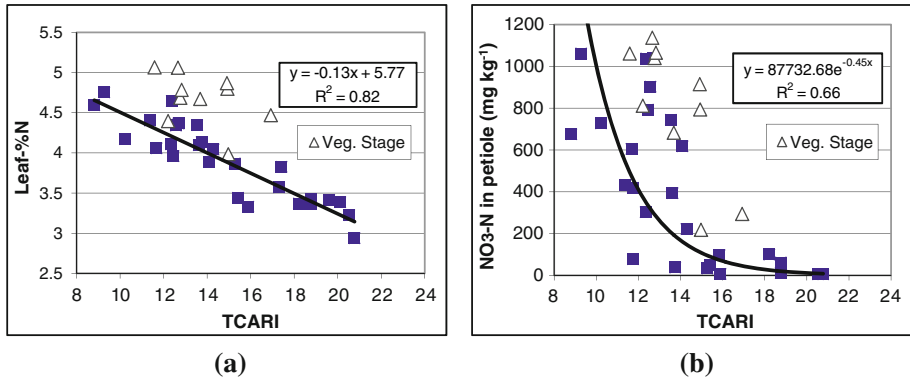 (a)
5.5
5
4.5
4
3.5
3
2.5
Leaf-%N
y = -0.13x + 5.77
R² = 0.82
△ Veg. Stage
8 10 12 14 16 18 20 22 24
TCARI
(a)
(b)
1200
1000
800
600
400
200
0
NO3-N in petiole (mg kg⁻¹)
y = 87732.68e^-0.45x
R² = 0.66
△ Veg. Stage
8 10 12 14 16 18 20 22 24
TCARI
(b)